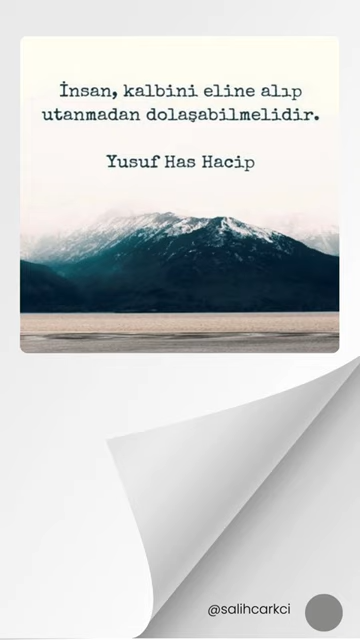 İnsan, kalbini eline alıp
utanmadan dolaşabilmelidir.
Yusuf Has Hacip
@salihcarkci